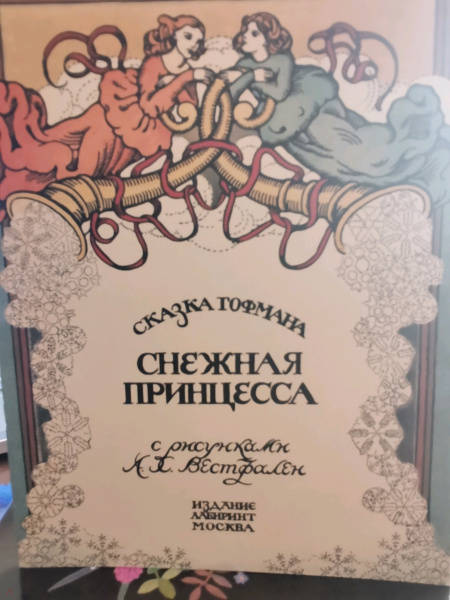 СКАЗКА ГОФМАНА
СНЕЖНАЯ
ПРИНЦЕССА
с рисунками
А.Г. Вестфален
ИЗДАНИЕ
ЛАБИРИНТ
МОСКВА